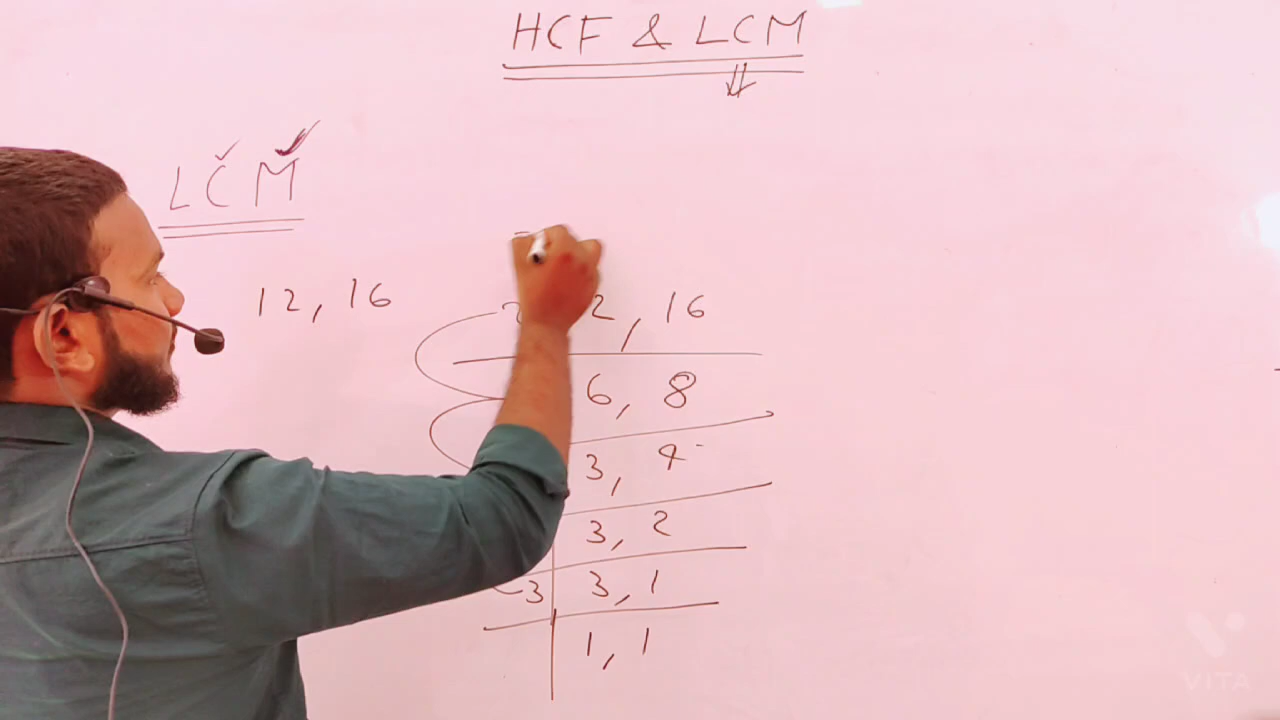 HCF & LCM
LCM
12, 16
2, 16
6, 8
3, 4
3, 2
3 3, 1
1, 1
VITA